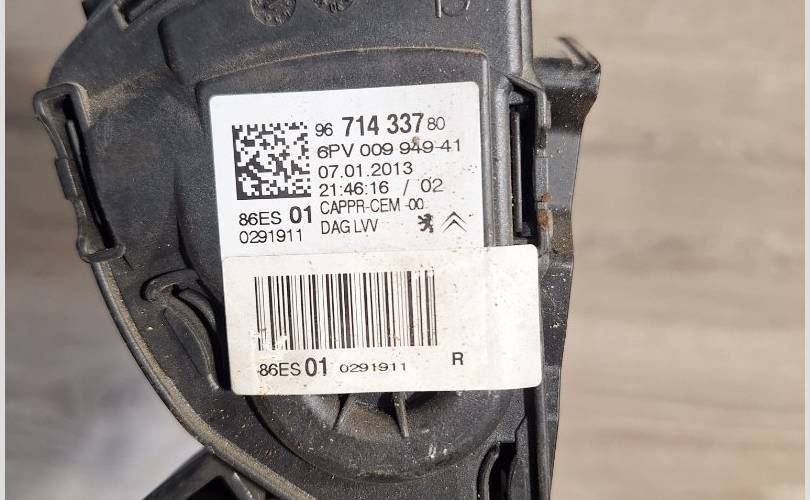 96 714 337 80
6PV 009 949-41
07.01.2013
21:46:16 / 02
86ES 01 CAPPR-CEM -00
0291911 DAG LVV
86ES 01 0291911 R